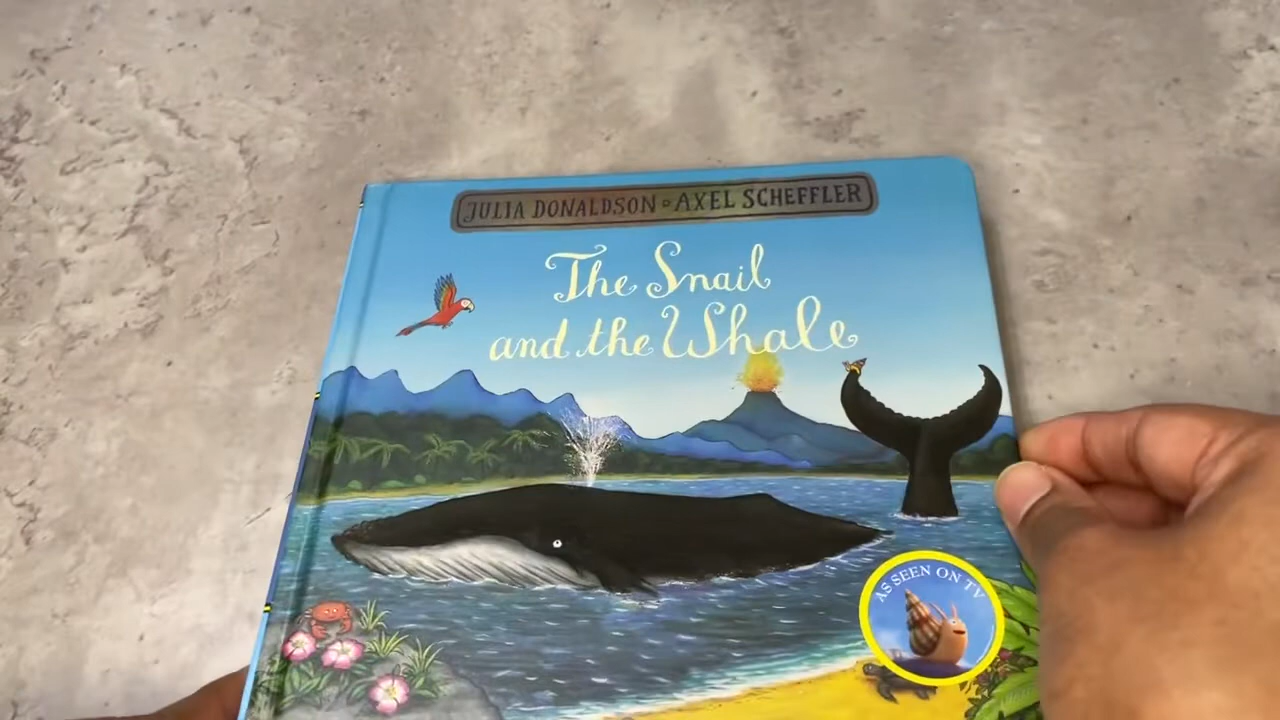 JULIA DONALDSON • AXEL SCHEFFLER
The Snail
and the Whale
AS SEEN ON TV